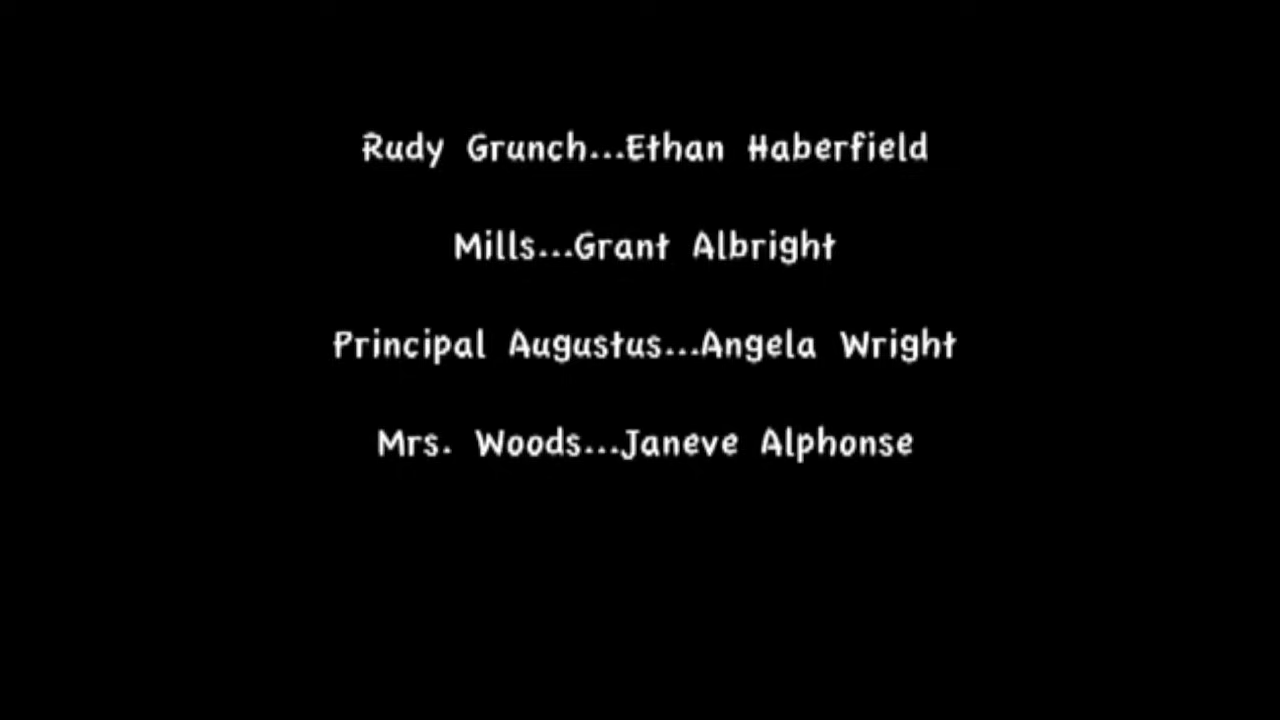 Rudy Grunch...Ethan Haberfield
Mills...Grant Albright
Principal Augustus...Angela Wright
Mrs. Woods...Janeve Alphonse